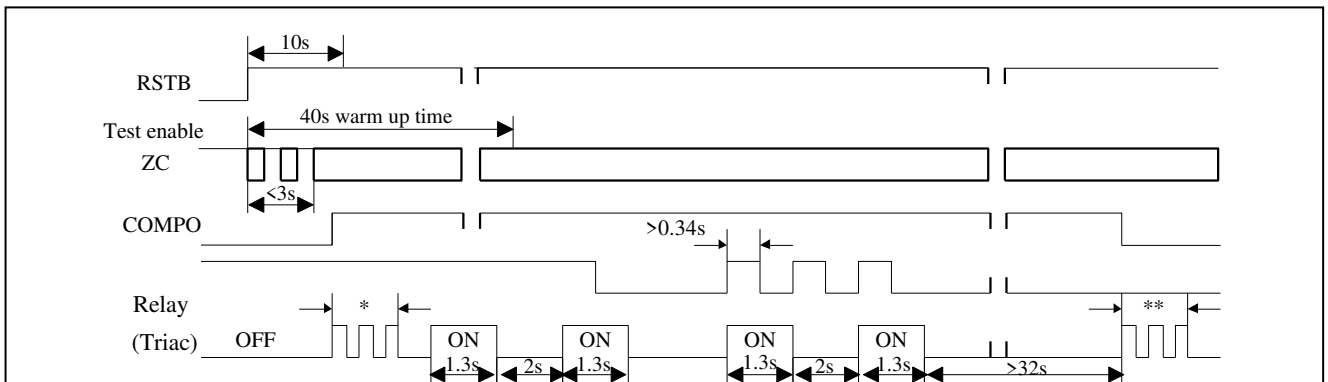 10s
RSTB
40s warm up time
Test enable
ZC
<3s
COMPO
>0.34s
Relay
* **
(Triac) OFF ON ON ON ON
1.3s 2s 1.3s 1.3s 2s 1.3s >32s